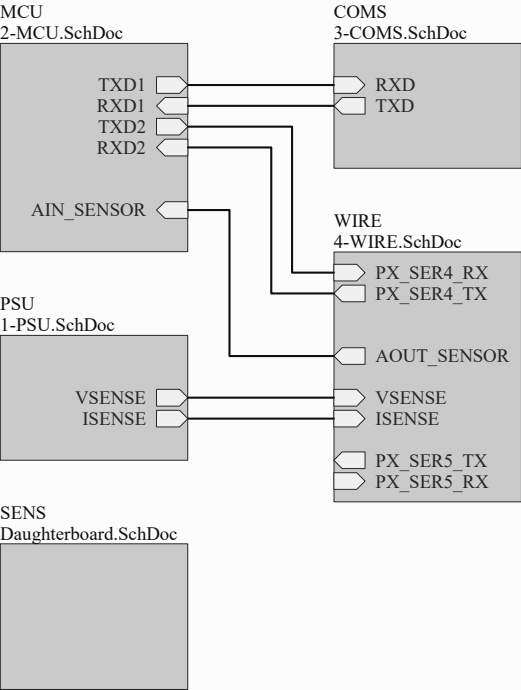 MCU
2-MCU.SchDoc
TXD1
RXD1
TXD2
RXD2
AIN_SENSOR
COMS
3-COMS.SchDoc
RXD
TXD
WIRE
4-WIRE.SchDoc
PX_SER4_RX
PX_SER4_TX
AOUT_SENSOR
VSENSE
ISENSE
PX_SER5_TX
PX_SER5_RX
PSU
1-PSU.SchDoc
VSENSE
ISENSE
SENS
Daughterboard.SchDoc